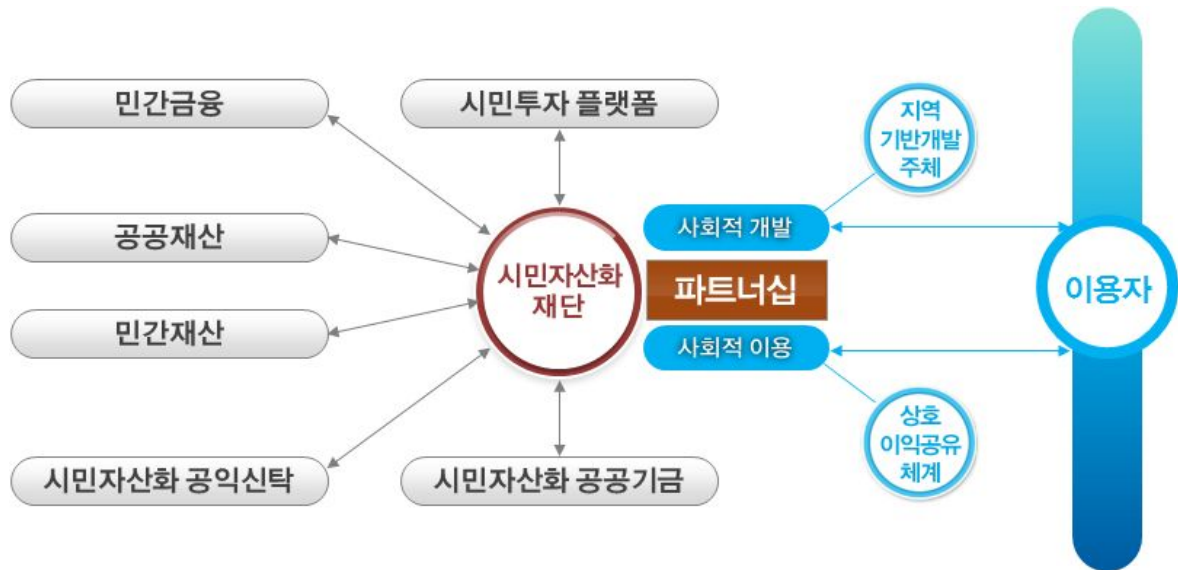 민간금융
시민투자 플랫폼
지역
기반개발
주체
공공재산
사회적 개발
시민자산화
재단
파트너십
이용자
민간재산
사회적 이용
상호
이익공유
체계
시민자산화 공익신탁
시민자산화 공공기금